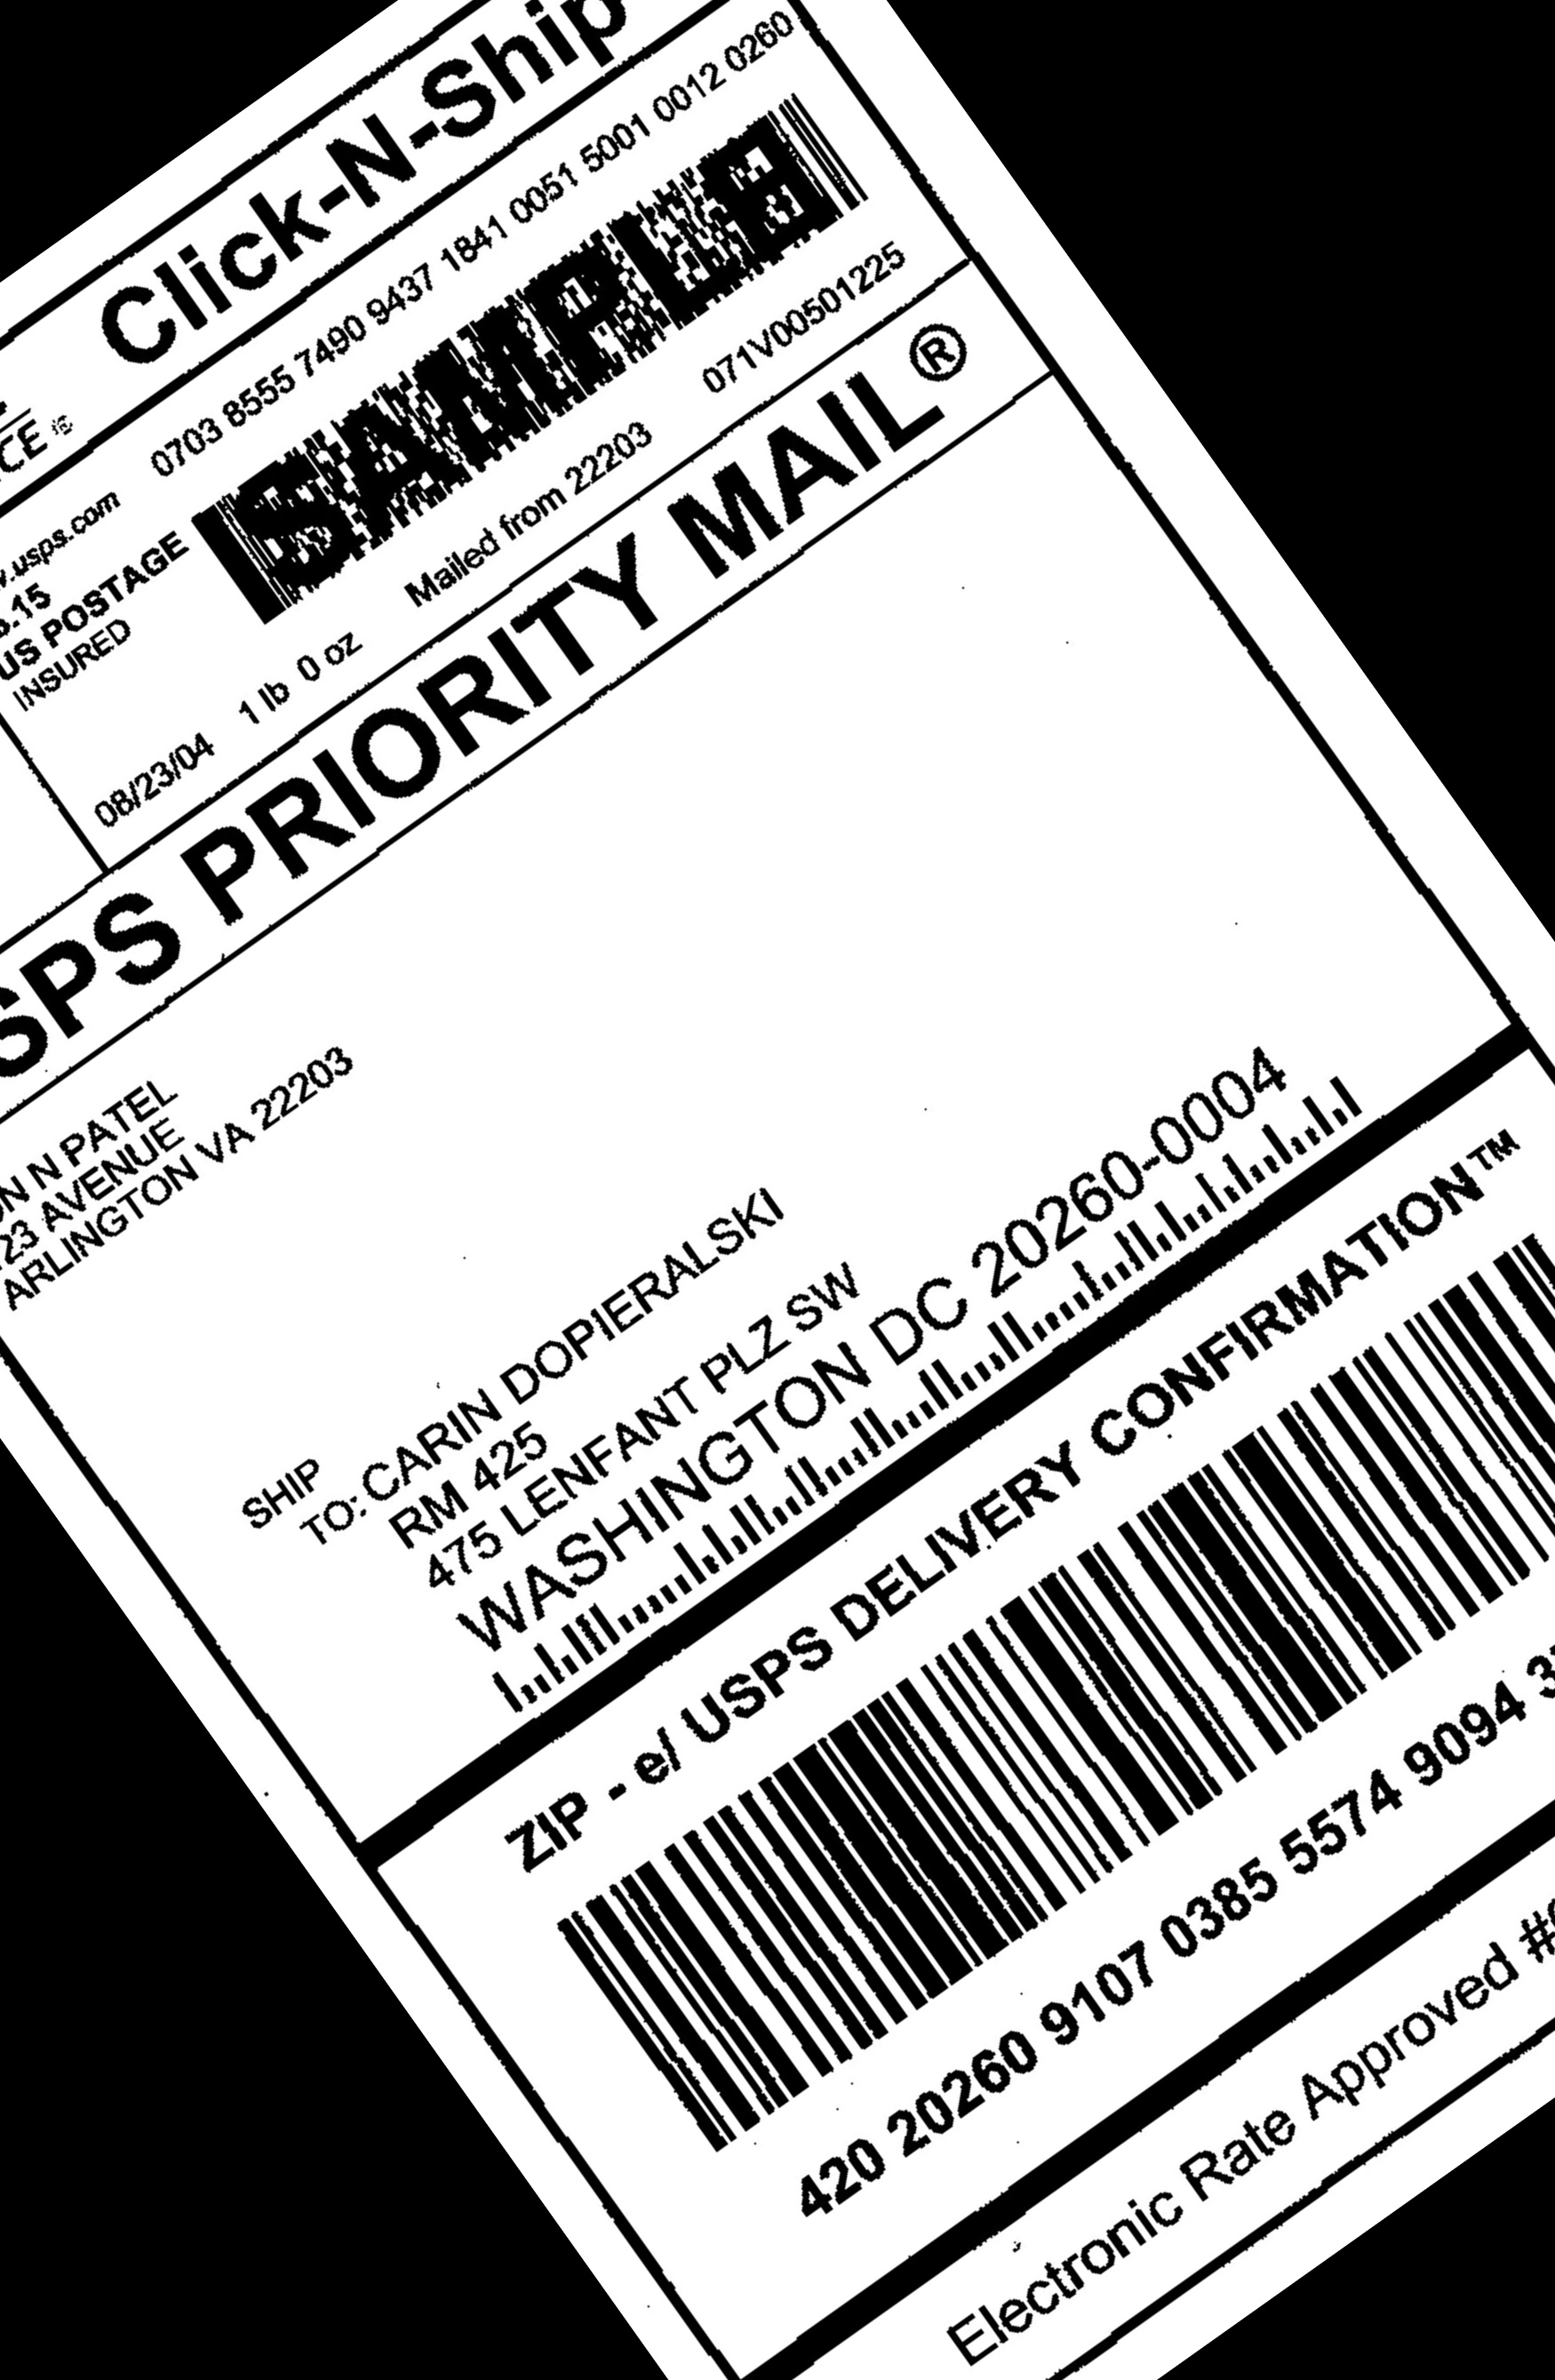 Click-N-Ship
CE ®
usps.com 0703 8555 7490 9437 1841 0051 5001 0012 0260
.15
US POSTAGE
INSURED
SAMPLE
08/23/04 1 lb 0 oz Mailed from 22203 071V00501225
SPS PRIORITY MAIL ®
N PATEL
23 AVENUE
ARLINGTON VA 22203
SHIP
TO: CARIN DOPIERALSKI
RM 425
475 LENFANT PLZ SW
WASHINGTON DC 20260-0004
ZIP - e/ USPS DELIVERY CONFIRMATION™
420 20260 9107 0385 5574 9094 3
Electronic Rate Approved #